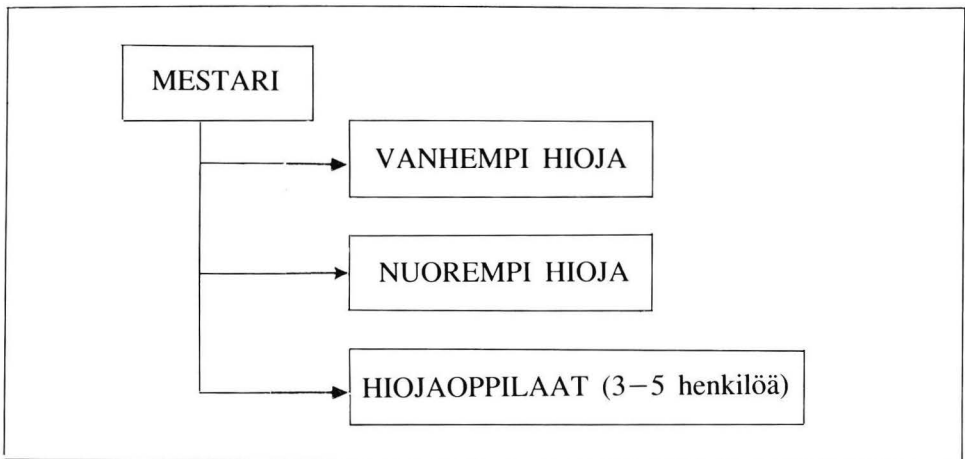 MESTARI
VANHEMPI HIOJA
NUOREMPI HIOJA
HIOJAOPPILAAT (3–5 henkilöä)